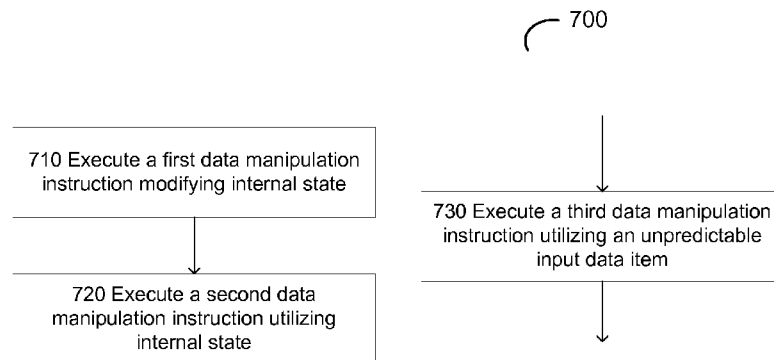 700
710 Execute a first data manipulation
instruction modifying internal state
720 Execute a second data
manipulation instruction utilizing
internal state
730 Execute a third data manipulation
instruction utilizing an unpredictable
input data item